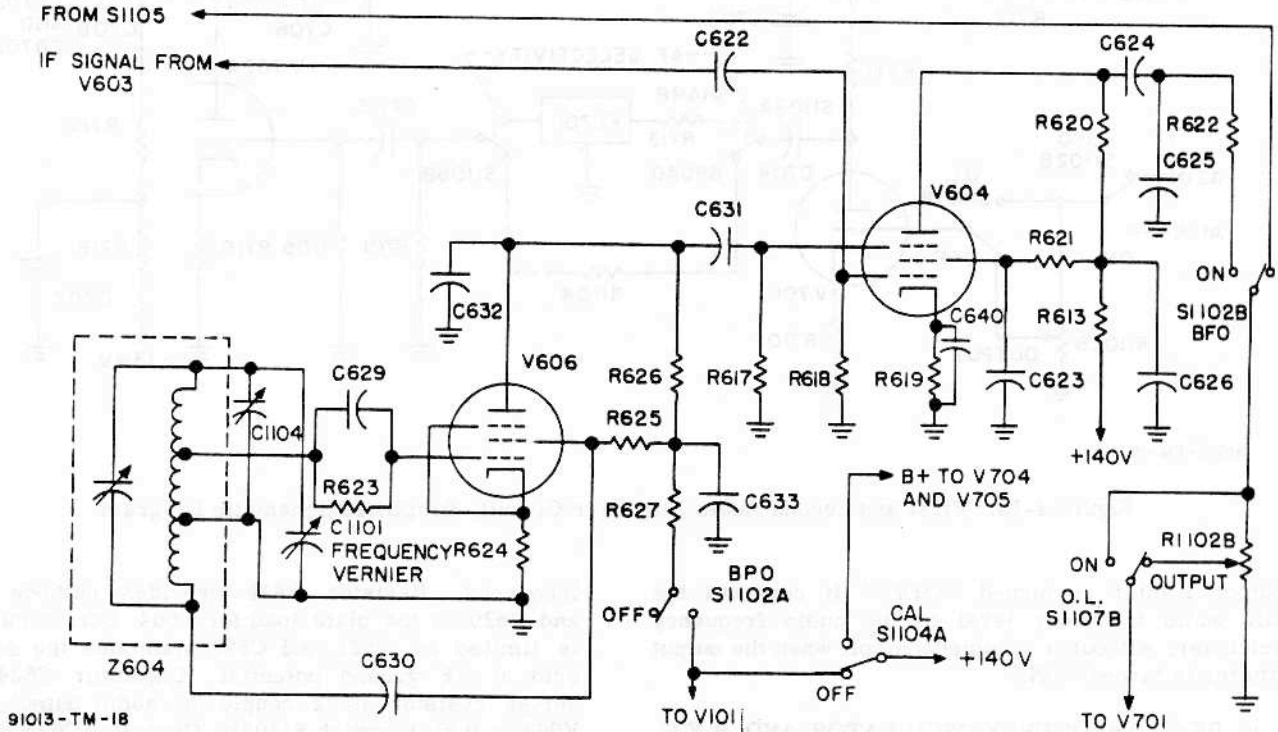 FROM S1105
IF SIGNAL FROM
V603
C622
C624
R620
R622
C625
V604
C631
R621
ON
S1102B
BFO
C632
C640
R613
V606
C629
R626
R617
R618
R619
C623
C626
R625
C1104
+140V
R623
B+ TO V704
AND V705
C633
R627
C1101
FREQUENCY
VERNIER
R624
R1102B
ON
OUTPUT
BPO
S1102A
OFF
CAL
S1104A
O.L.
S1107B
+140V
OFF
Z604
C630
TO V101
TO V701
91013-TM-18